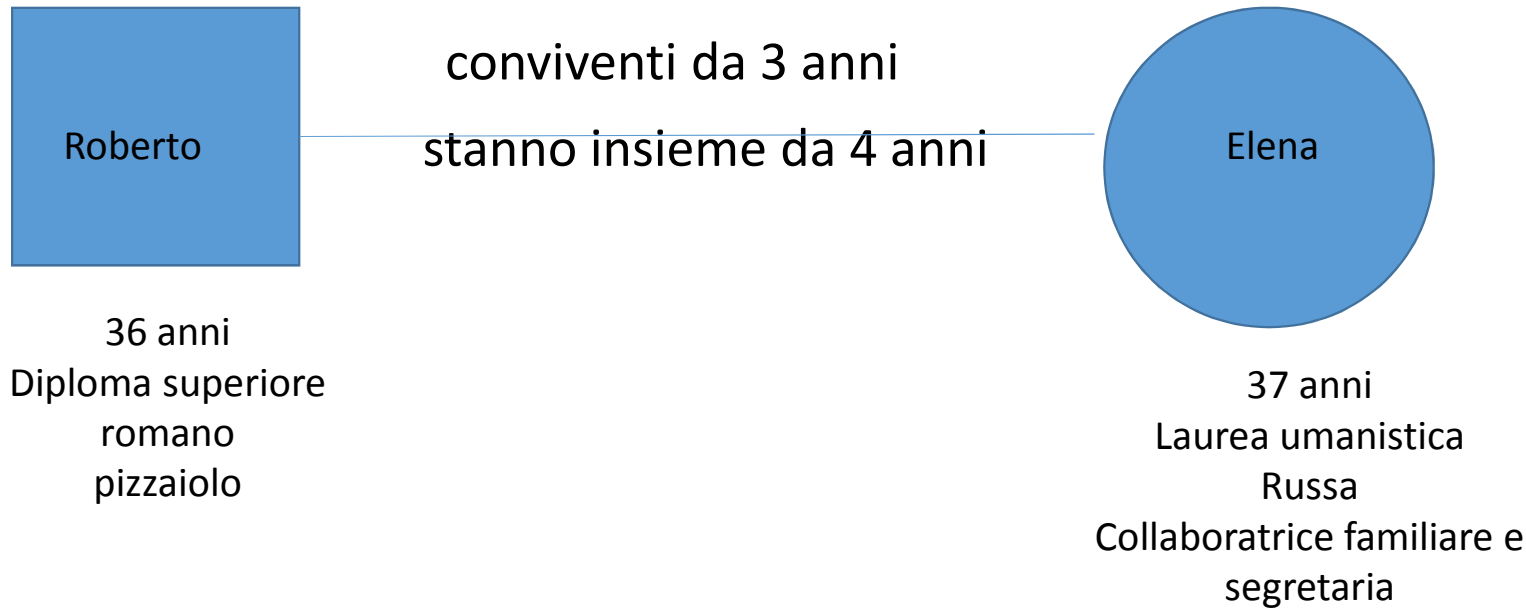 conviventi da 3 anni
Roberto
stanno insieme da 4 anni
Elena
36 anni
Diploma superiore
romano
pizzaiolo
37 anni
Laurea umanistica
Russa
Collaboratrice familiare e
segretaria